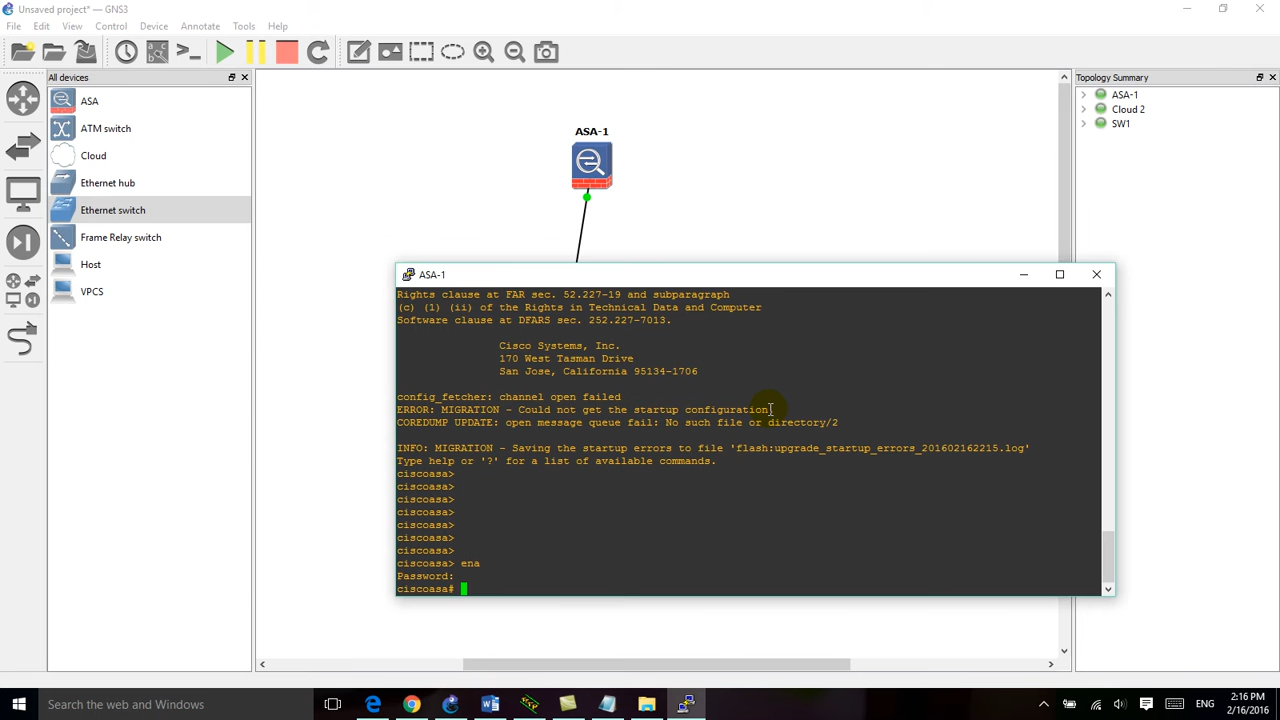 Unsaved project* — GNS3
File Edit View Control Device Annotate Tools Help
All devices
ASA
ATM switch
Cloud
Ethernet hub
Ethernet switch
Frame Relay switch
Host
VPCS
ASA-1
Topology Summary
ASA-1
Cloud 2
SW1
ASA-1
Rights clause at FAR sec. 52.227-19 and subparagraph
(c) (1) (ii) of the Rights in Technical Data and Computer
Software clause at DFARS sec. 252.227-7013.
Cisco Systems, Inc.
170 West Tasman Drive
San Jose, California 95134-1706
config_fetcher: channel open failed
ERROR: MIGRATION - Could not get the startup configuration.
COREDUMP UPDATE: open message queue fail: No such file or directory/2
INFO: MIGRATION - Saving the startup errors to file 'flash:upgrade_startup_errors_201602162215.log'
Type help or '?' for a list of available commands.
ciscoasa>
ciscoasa>
ciscoasa>
ciscoasa>
ciscoasa>
ciscoasa>
ciscoasa>
ciscoasa> ena
Password:
ciscoasa#
Search the web and Windows
ENG
2:16 PM
2/16/2016